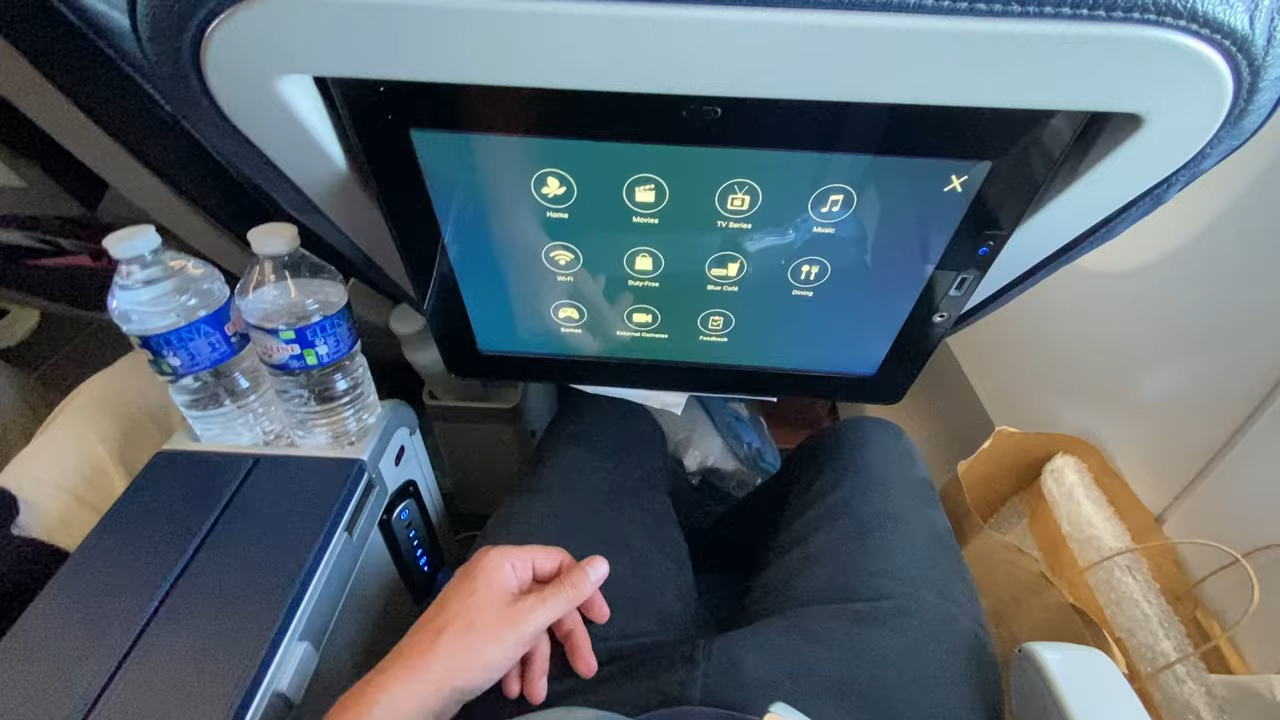 Home
Movies
TV Series
Music
Wi-Fi
Duty-Free
Blue Café
Dining
Games
External Cameras
Feedback